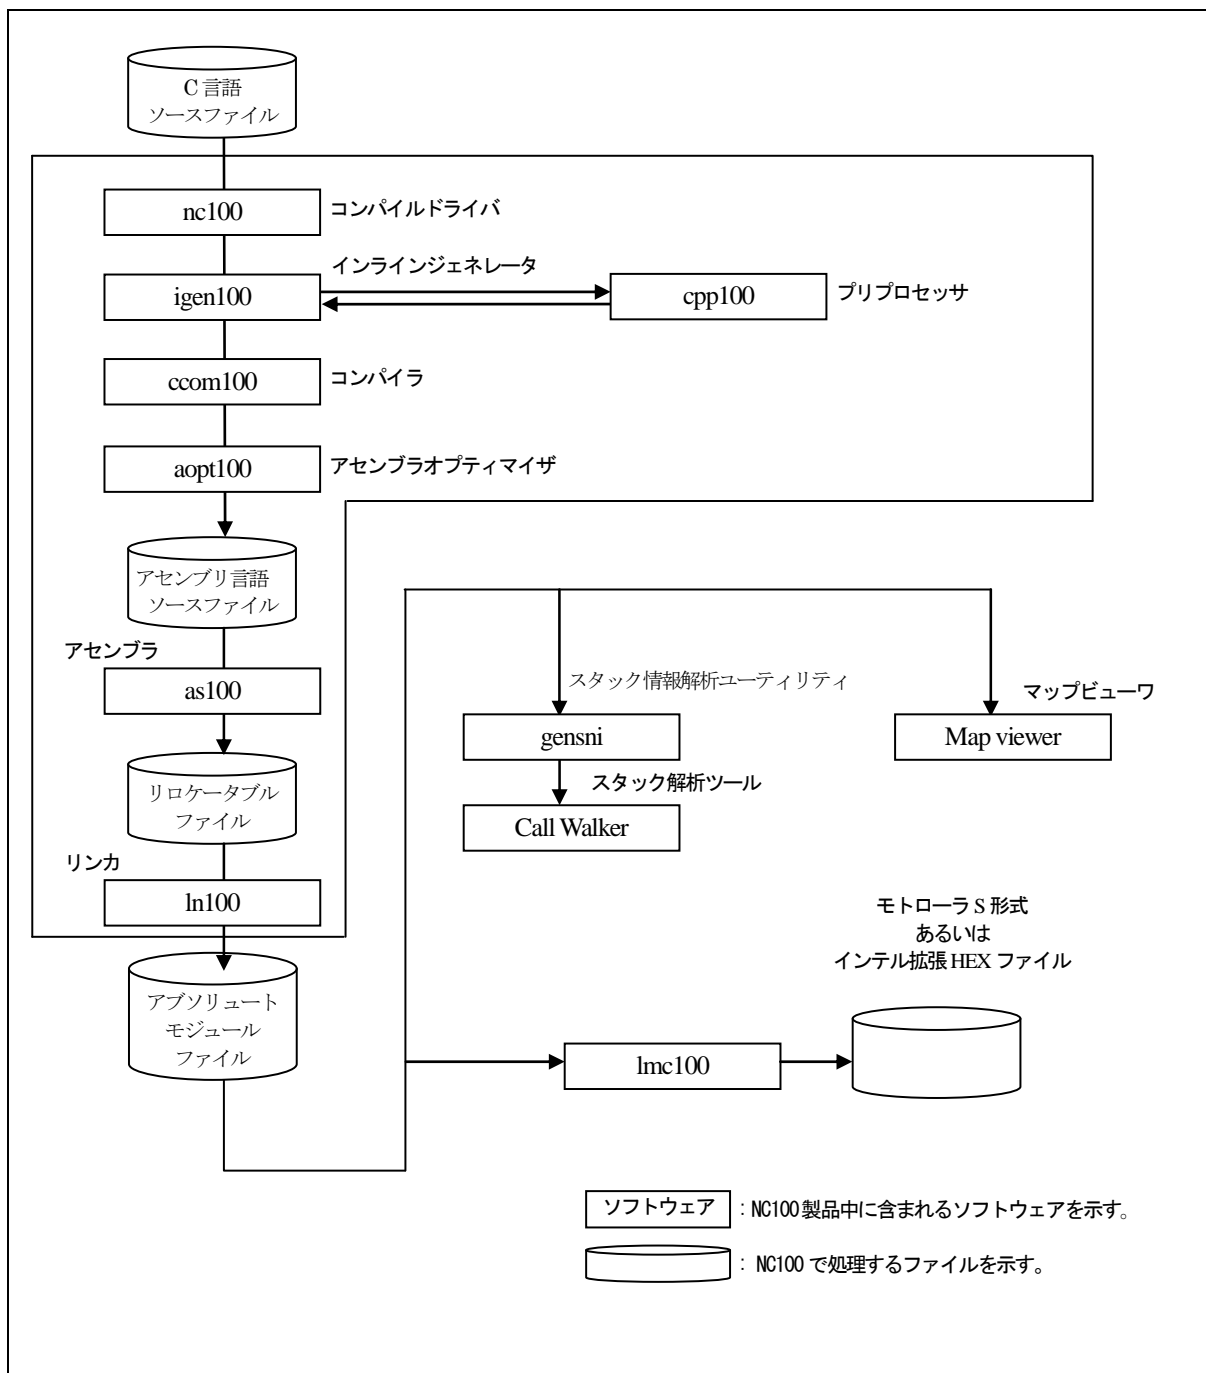 C 言語
ソースファイル
nc100
コンパイルドライバ
インラインジェネレータ
igen100
cpp100
プリプロセッサ
ccom100
コンパイラ
aopt100
アセンブラオプティマイザ
アセンブリ言語
ソースファイル
アセンブラ
as100
スタック情報解析ユーティリティ
マップビューワ
gensni
Map viewer
リロケータブル
ファイル
スタック解析ツール
Call Walker
リンカ
ln100
モトローラ S 形式
あるいは
インテル拡張 HEX ファイル
アブソリュート
モジュール
ファイル
lmc100
ソフトウェア : NC100 製品中に含まれるソフトウェアを示す。
: NC100 で処理するファイルを示す。